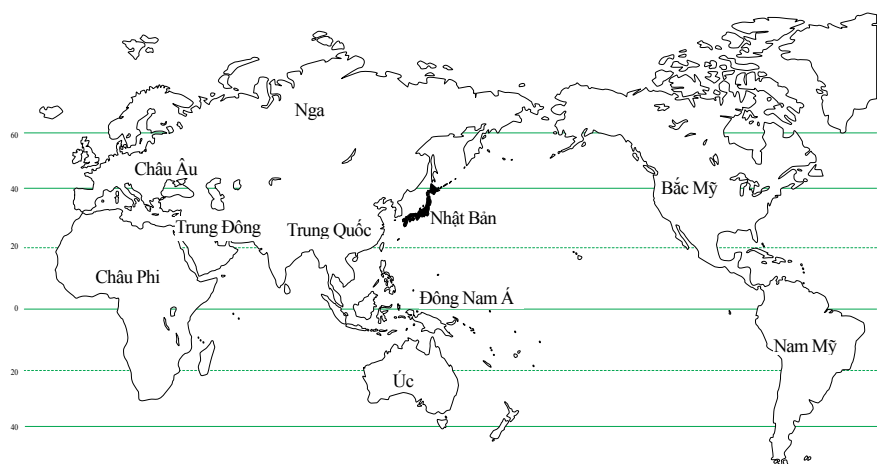 Nga
60
Châu Âu
40
Bắc Mỹ
Nhật Bản
Trung Đông
Trung Quốc
20
Châu Phi
Đông Nam Á
0
Nam Mỹ
20
Úc
40